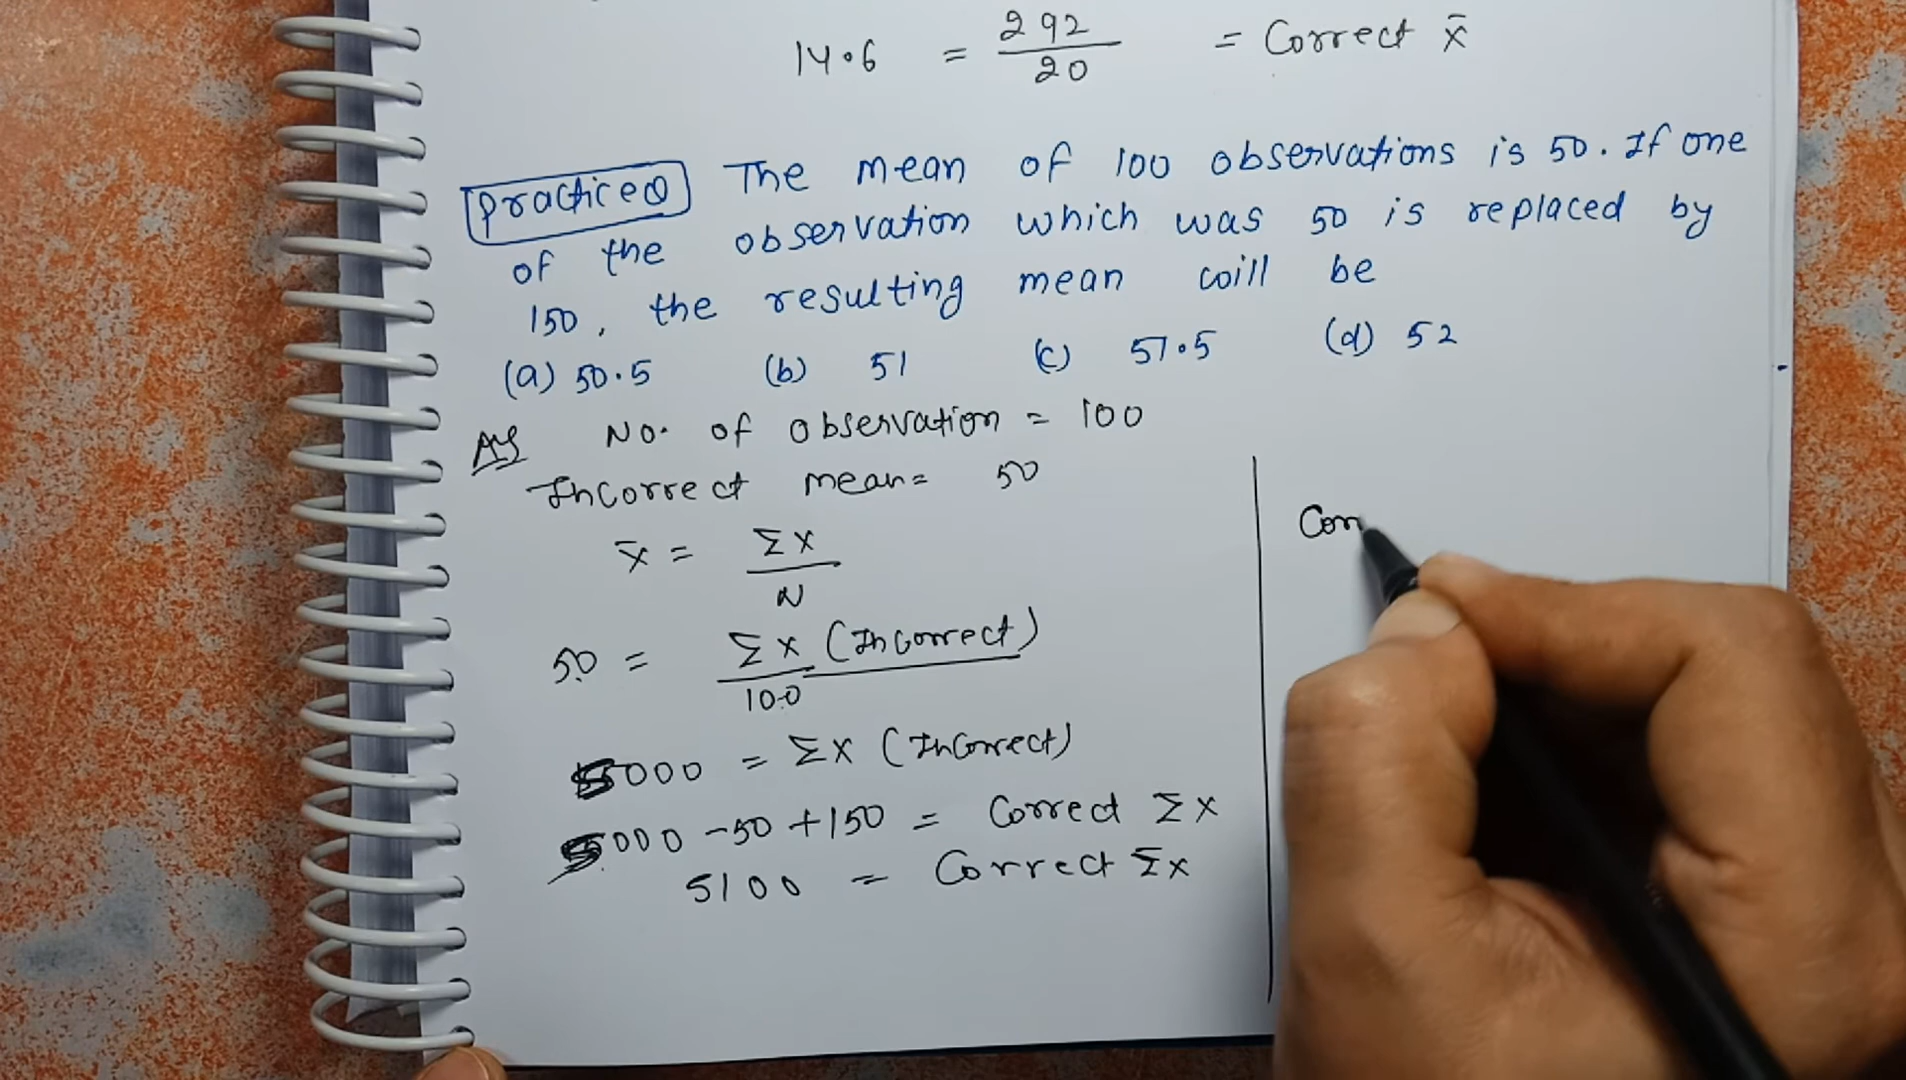 14.6 = 292/20 = Correct x̄
practice Q The mean of 100 observations is 50. If one
of the observation which was 50 is replaced by
150, the resulting mean will be
(a) 50.5 (b) 51 (c) 51.5 (d) 52
No. of observation = 100
Incorrect mean = 50
x̄ = Σx/N
50 = Σx (Incorrect)/100
5000 = Σx (Incorrect)
5000 - 50 + 150 = Correct Σx
5100 = Correct Σx
Corr